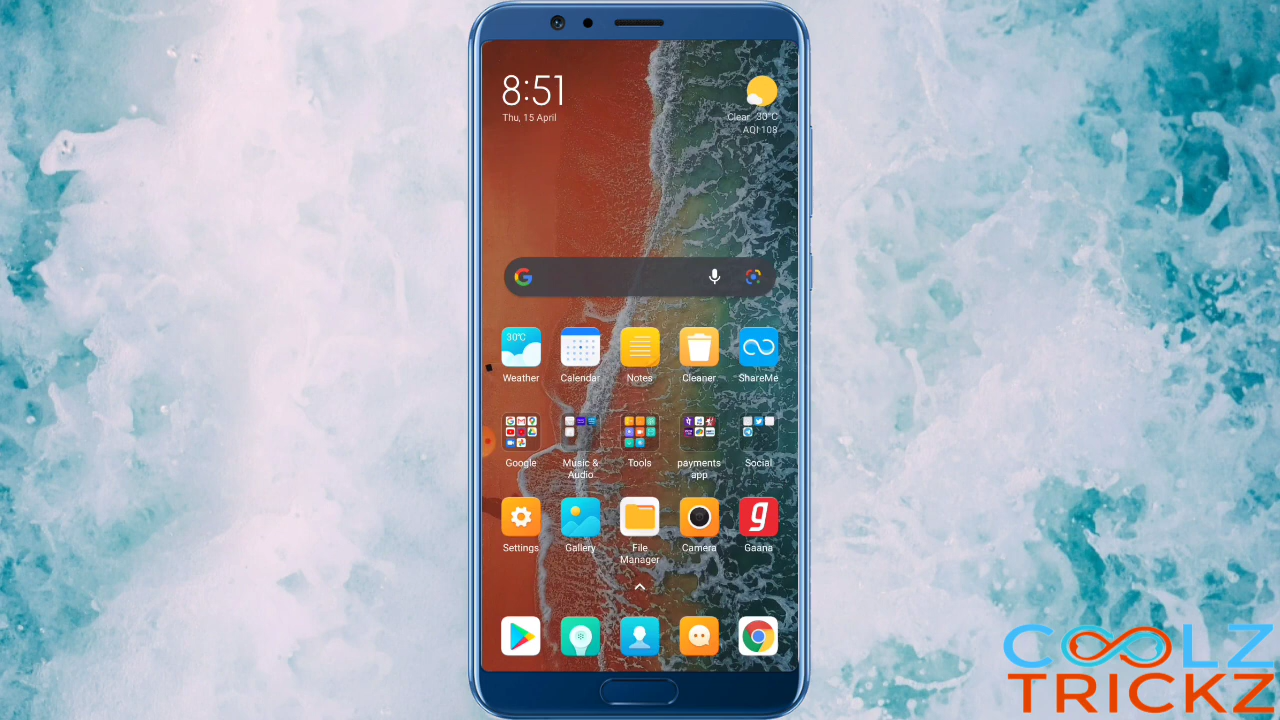 8:51
Thu, 15 April
Clear 30°C
AQI 108
30°C
Weather
Calendar
Notes
Cleaner
ShareMe
Google
Music &
Audio
Tools
payments
app
Social
Settings
Gallery
File
Manager
Camera
g
Gaana
COOLZ
TRICKZ